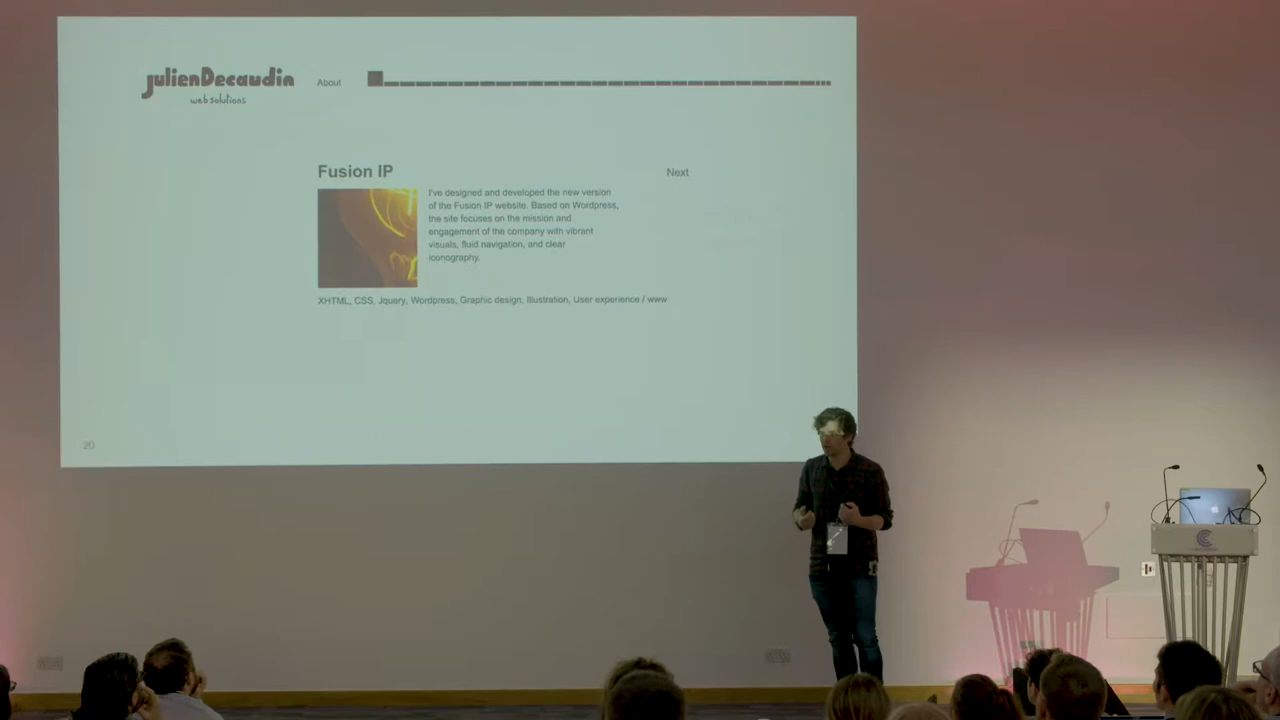 julienDecaudin
web solutions
About
Fusion IP
Next
I've designed and developed the new version
of the Fusion IP website. Based on Wordpress,
the site focuses on the mission and
engagement of the company with vibrant
visuals, fluid navigation, and clear
iconography.
XHTML, CSS, Jquery, Wordpress, Graphic design, Illustration, User experience / www
20